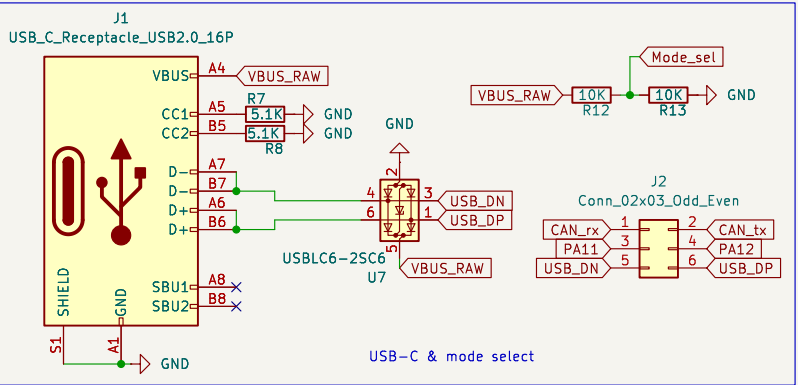 J1
USB_C_Receptacle_USB2.0_16P
VBUS A4 VBUS_RAW
CC1 A5 R7 5.1K GND
CC2 B5 5.1K R8 GND
D- A7
D- B7
D+ A6
D+ B6
SBU1 A8
SBU2 B8
SHIELD GND
S1 A1 GND
GND
2
4 3 USB_DN
6 1 USB_DP
5
USBLC6-2SC6
U7
VBUS_RAW
Mode_sel
VBUS_RAW 10K 10K GND
R12 R13
J2
Conn_02x03_Odd_Even
CAN_rx 1 2 CAN_tx
PA11 3 4 PA12
USB_DN 5 6 USB_DP
USB-C & mode select